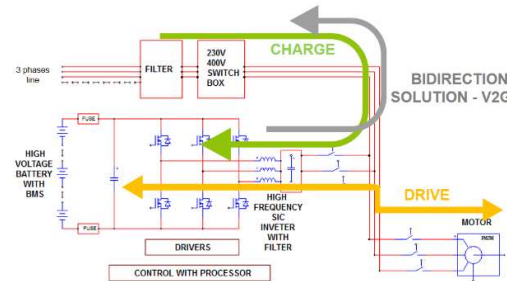 CHARGE
3 phases
line
FILTER
230V
400V
SWITCH
BOX
BIDIRECTION
SOLUTION - V2G
FUSE
HIGH
VOLTAGE
BATTERY
WITH
BMS
FUSE
DRIVE
HIGH
FREQUENCY
SIC
INVETER
WITH
FILTER
DRIVERS
CONTROL WITH PROCESSOR
MOTOR
PMSM